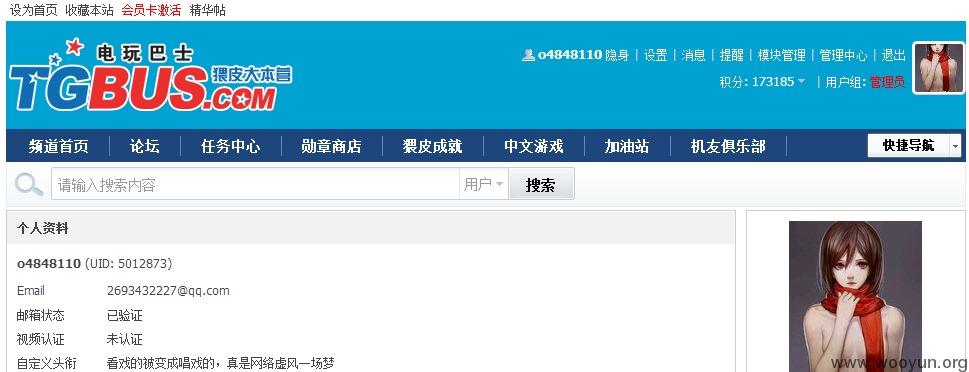 设为首页 收藏本站 会员卡激活 精华帖
电玩巴士
TGBUS.COM 猥皮大本营
o4848110 隐身 | 设置 | 消息 | 提醒 | 模块管理 | 管理中心 | 退出
积分: 173185 | 用户组: 管理员
频道首页 论坛 任务中心 勋章商店 猥皮成就 中文游戏 加油站 机友俱乐部 快捷导航
请输入搜索内容 用户 搜索
个人资料
o4848110 (UID: 5012873)
Email 2693432227@qq.com
邮箱状态 已验证
视频认证 未认证
自定义头衔 看戏的被变成唱戏的，真是网络虚风一场梦
www.wooyun.org